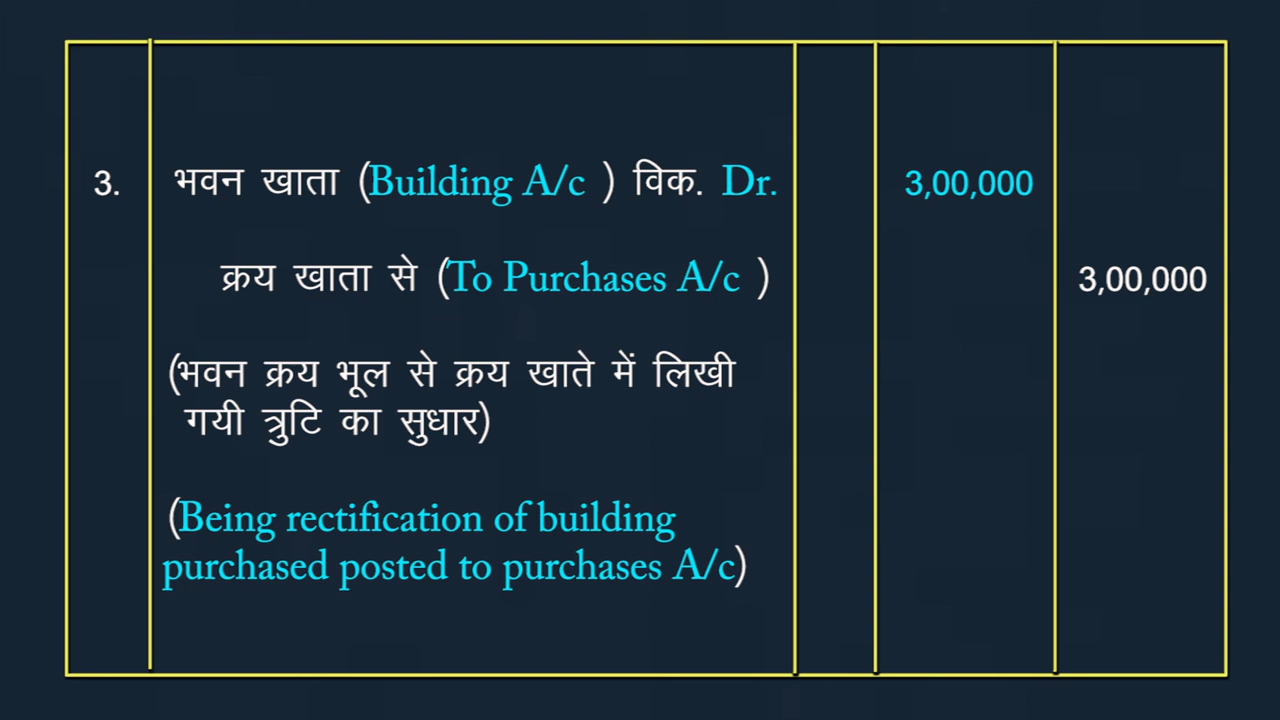 3. भवन खाता (Building A/c ) विक. Dr. 3,00,000
क्रय खाता से (To Purchases A/c ) 3,00,000
(भवन क्रय भूल से क्रय खाते में लिखी
गयी त्रुटि का सुधार)
(Being rectification of building
purchased posted to purchases A/c)